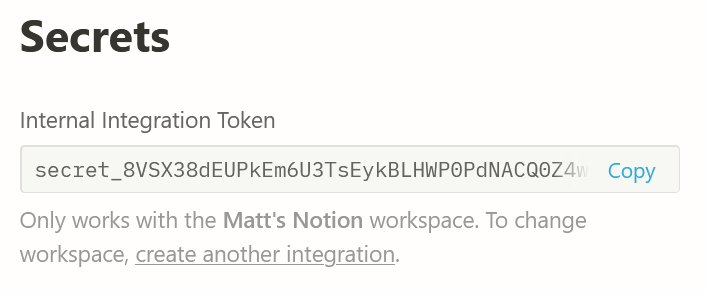 Secrets
Internal Integration Token
secret_8VSX38dEUPkEm6U3TsEykBLHWP0PdNACQ0Z4w
Copy
Only works with the Matt's Notion workspace. To change
workspace, create another integration.